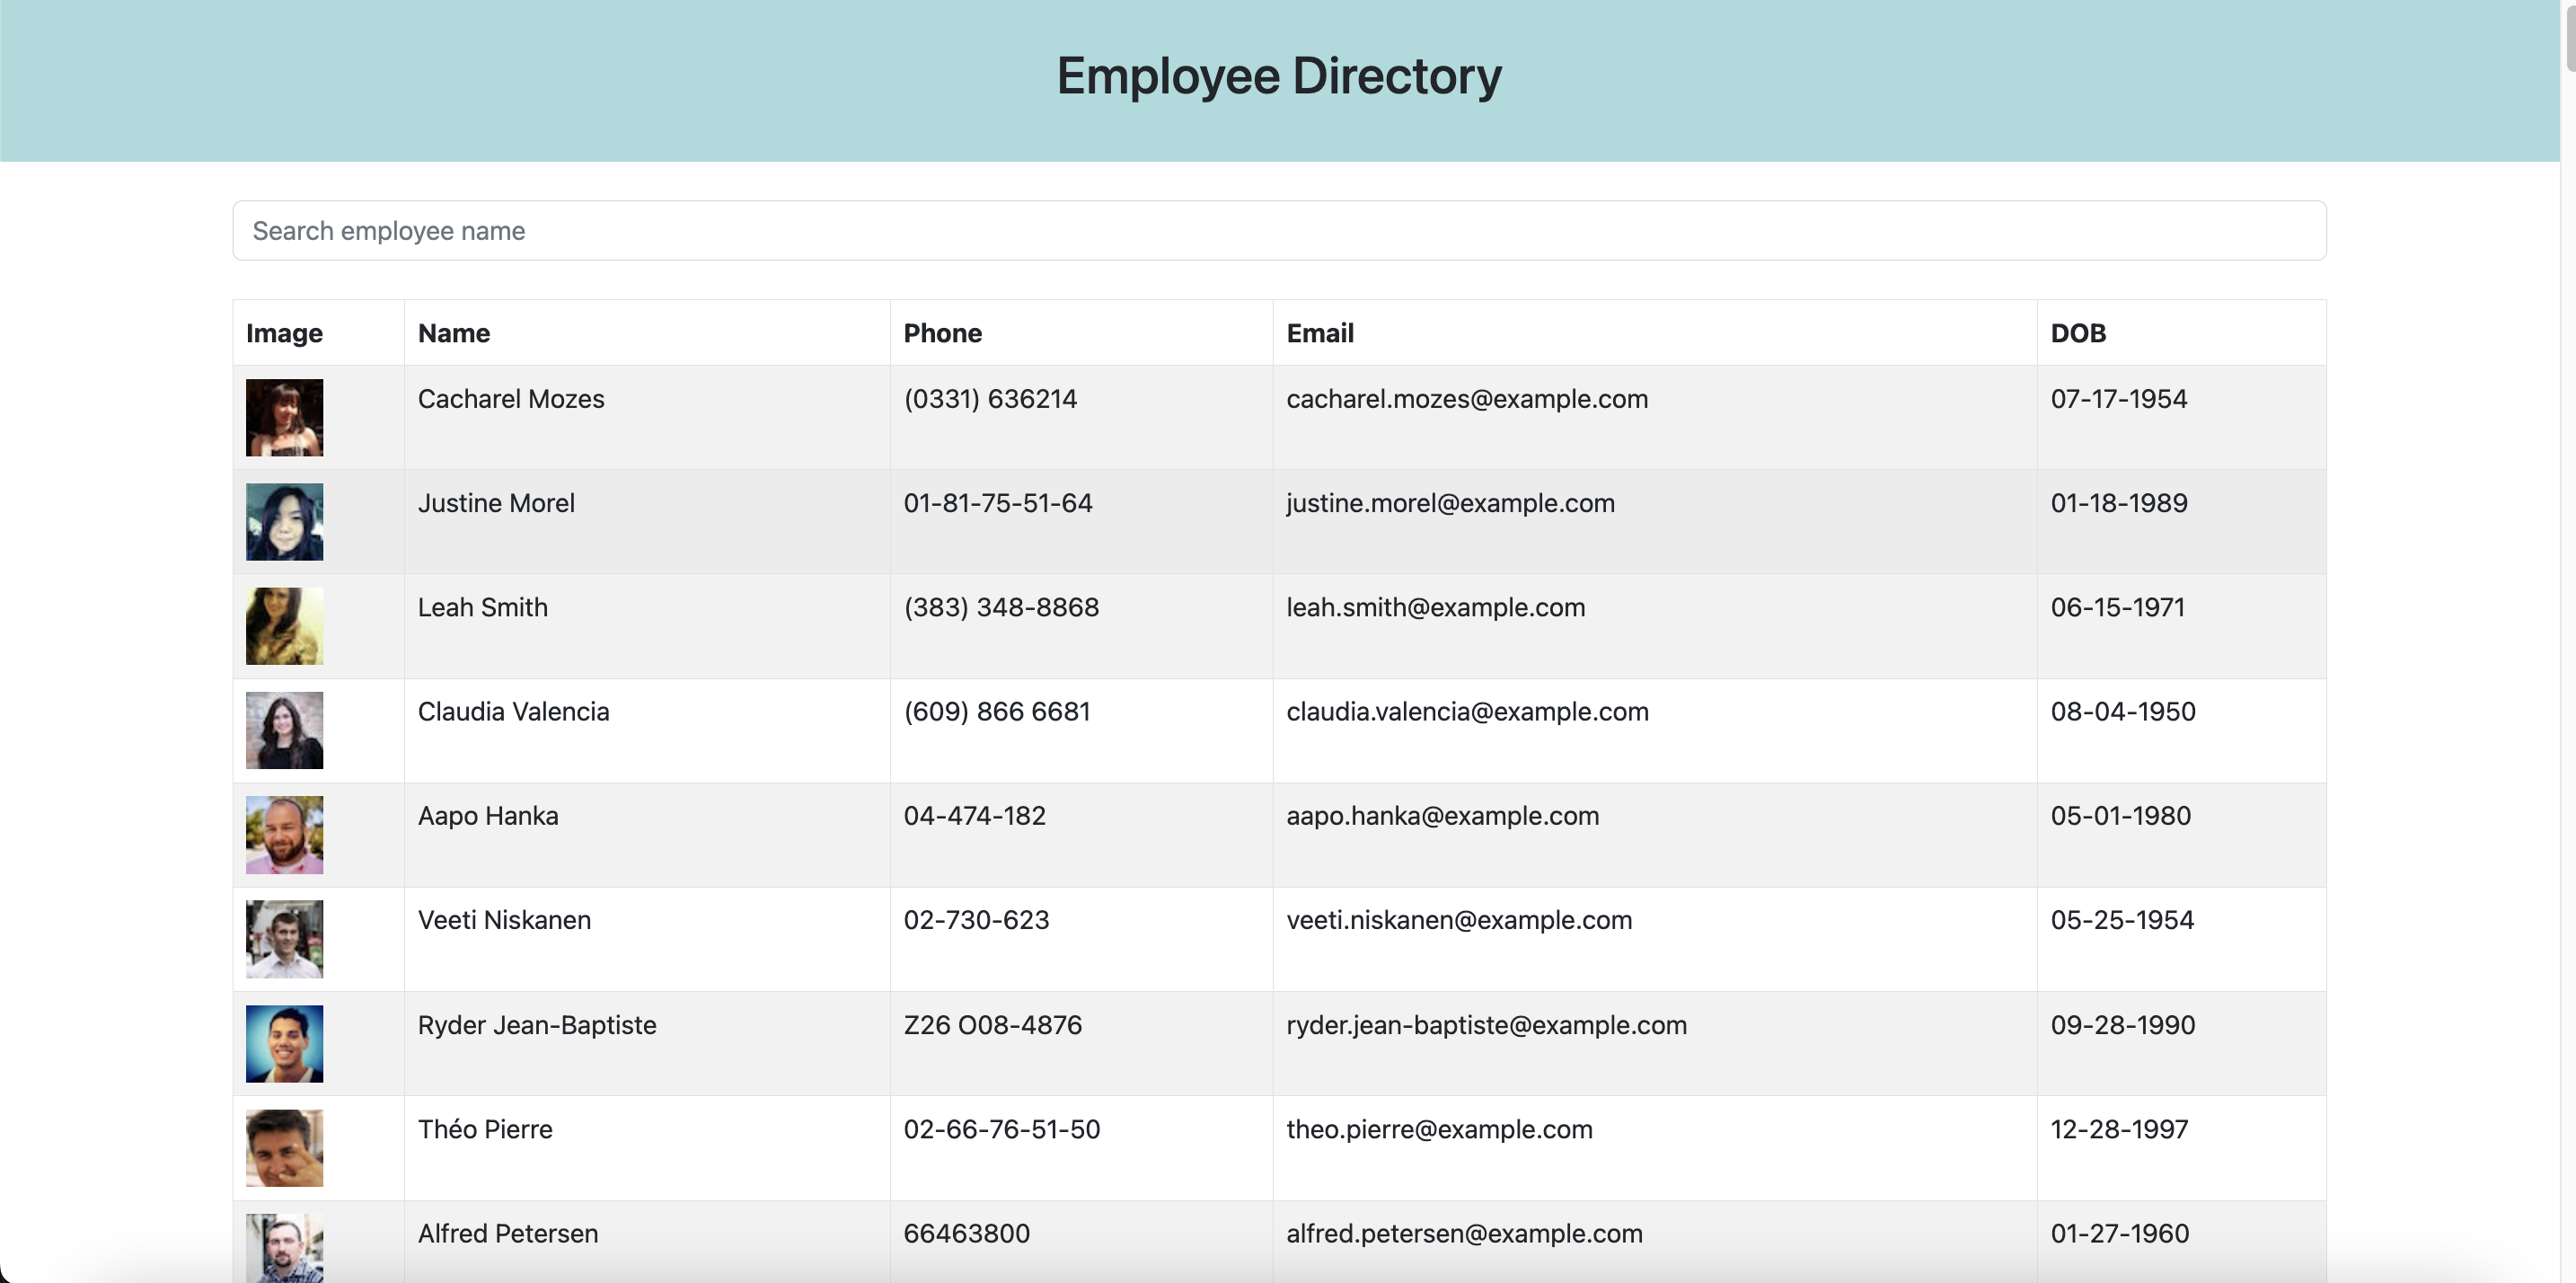 Employee Directory
Search employee name
Image Name Phone Email DOB
Cacharel Mozes (0331) 636214 cacharel.mozes@example.com 07-17-1954
Justine Morel 01-81-75-51-64 justine.morel@example.com 01-18-1989
Leah Smith (383) 348-8868 leah.smith@example.com 06-15-1971
Claudia Valencia (609) 866 6681 claudia.valencia@example.com 08-04-1950
Aapo Hanka 04-474-182 aapo.hanka@example.com 05-01-1980
Veeti Niskanen 02-730-623 veeti.niskanen@example.com 05-25-1954
Ryder Jean-Baptiste Z26 O08-4876 ryder.jean-baptiste@example.com 09-28-1990
Théo Pierre 02-66-76-51-50 theo.pierre@example.com 12-28-1997
Alfred Petersen 66463800 alfred.petersen@example.com 01-27-1960